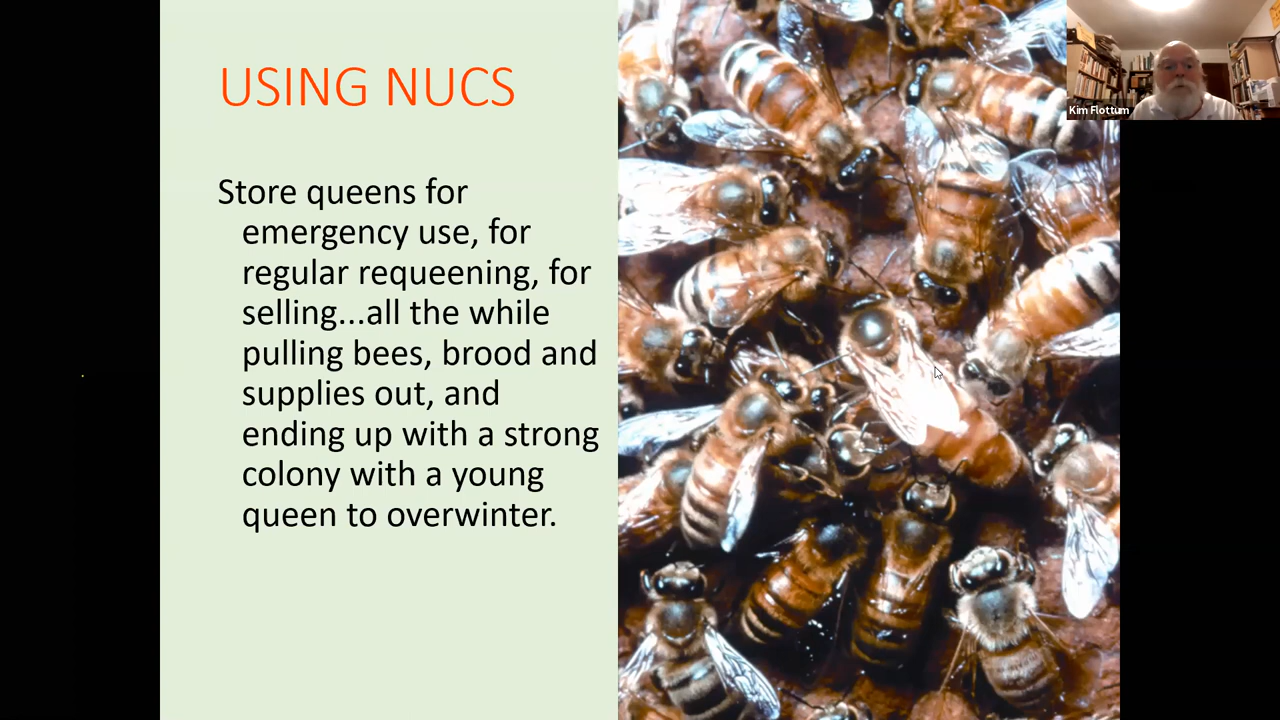 USING NUCS
Kim Flottum
Store queens for
emergency use, for
regular requeening, for
selling...all the while
pulling bees, brood and
supplies out, and
ending up with a strong
colony with a young
queen to overwinter.